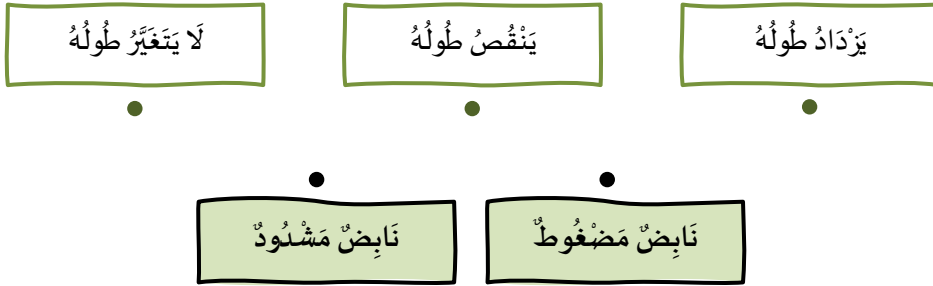 يَزْدَادُ طُولُهُ
يَنْقُصُ طُولُهُ
لَا يَتَغَيَّرُ طُولُهُ
نَابِضٌ مَضْغُوطٌ
نَابِضٌ مَشْدُودٌ